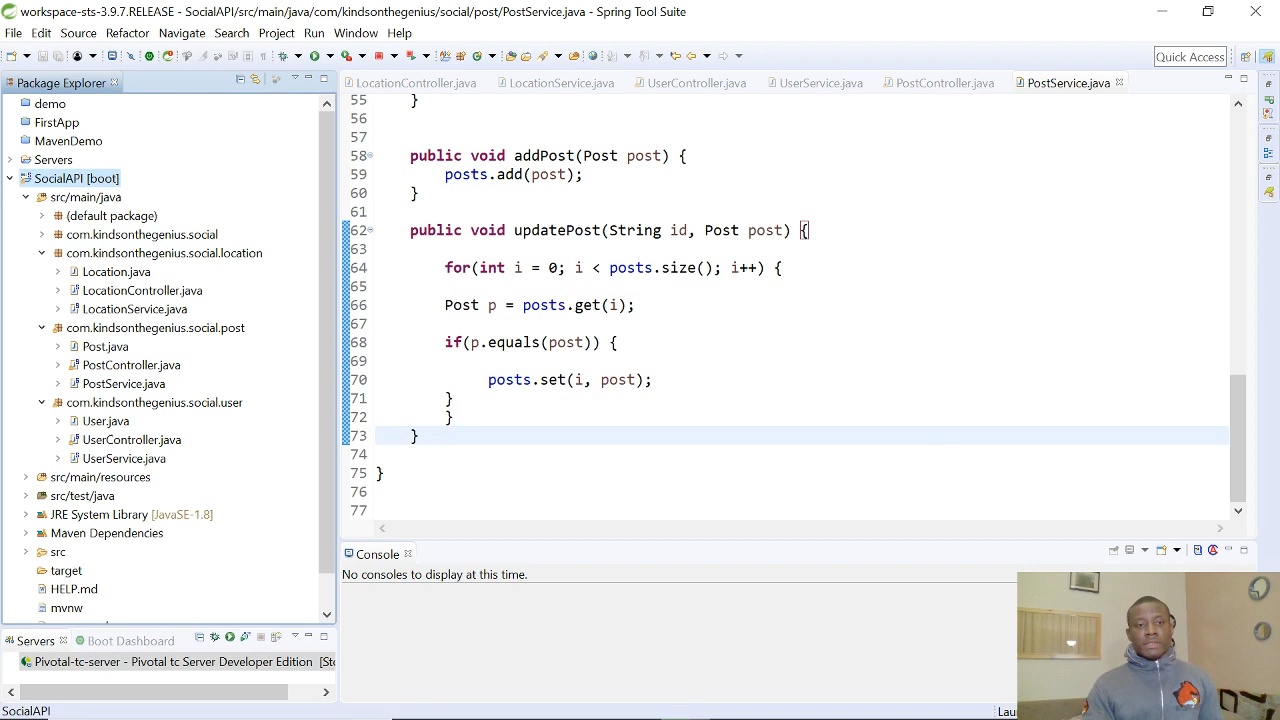 workspace-sts-3.9.7.RELEASE - SocialAPI/src/main/java/com/kindsonthegenius/social/post/PostService.java - Spring Tool Suite
File Edit Source Refactor Navigate Search Project Run Window Help
Quick Access
Package Explorer
LocationController.java LocationService.java UserController.java UserService.java PostController.java PostService.java
demo
FirstApp
MavenDemo
Servers
SocialAPI [boot]
src/main/java
(default package)
com.kindsonthegenius.social
com.kindsonthegenius.social.location
Location.java
LocationController.java
LocationService.java
com.kindsonthegenius.social.post
Post.java
PostController.java
PostService.java
com.kindsonthegenius.social.user
User.java
UserController.java
UserService.java
src/main/resources
src/test/java
JRE System Library [JavaSE-1.8]
Maven Dependencies
src
target
HELP.md
mvnw
55 }
56
57
58 public void addPost(Post post) {
59 posts.add(post);
60 }
61
62 public void updatePost(String id, Post post) {
63
64 for(int i = 0; i < posts.size(); i++) {
65
66 Post p = posts.get(i);
67
68 if(p.equals(post)) {
69
70 posts.set(i, post);
71 }
72 }
73 }
74
75 }
76
77
Console
No consoles to display at this time.
Servers Boot Dashboard
Pivotal-tc-server - Pivotal tc Server Developer Edition [Sto
SocialAPI
Lau